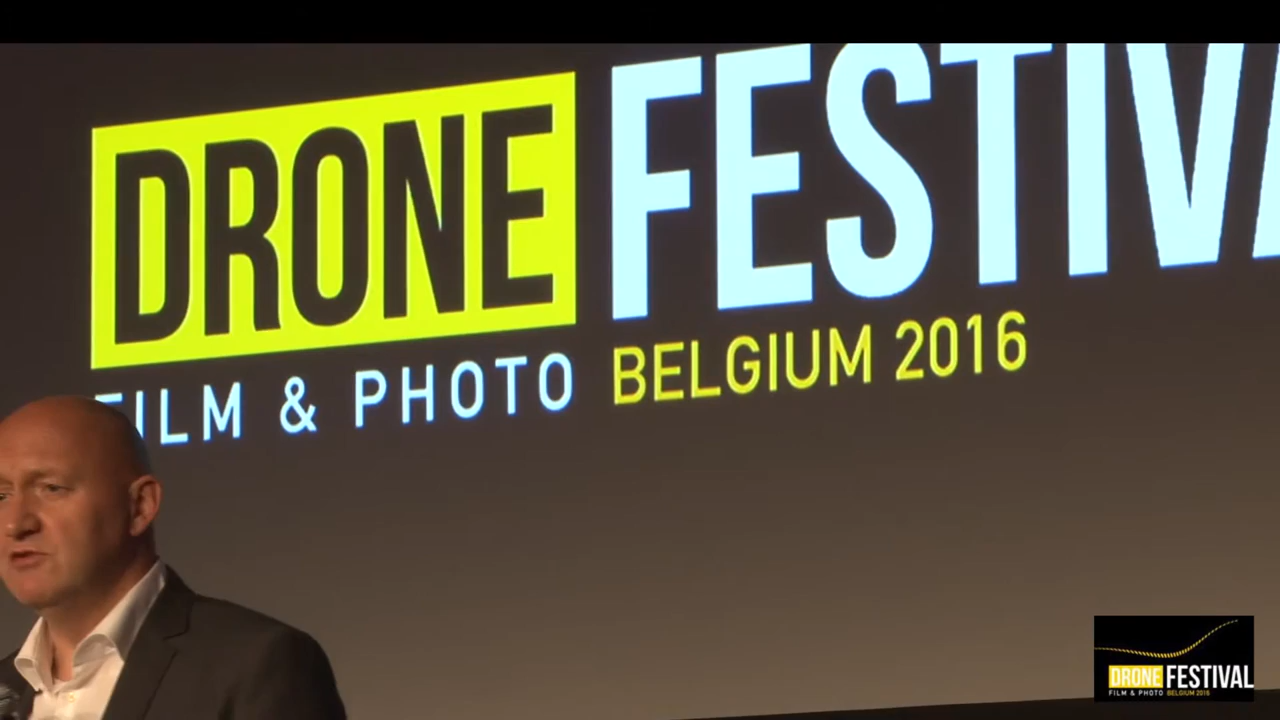 DRONE FESTIVA
FILM & PHOTO BELGIUM 2016
DRONE FESTIVAL
FILM & PHOTO BELGIUM 2016